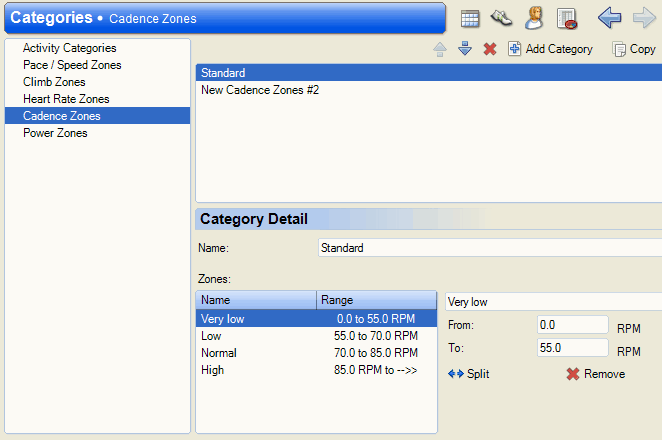 Categories • Cadence Zones
Add Category
Copy
Activity Categories
Pace / Speed Zones
Climb Zones
Heart Rate Zones
Cadence Zones
Power Zones
Standard
New Cadence Zones #2
Category Detail
Name: Standard
Zones:
Name Range
Very low 0.0 to 55.0 RPM
Low 55.0 to 70.0 RPM
Normal 70.0 to 85.0 RPM
High 85.0 RPM to -->>
Very low
From: 0.0 RPM
To: 55.0 RPM
Split Remove